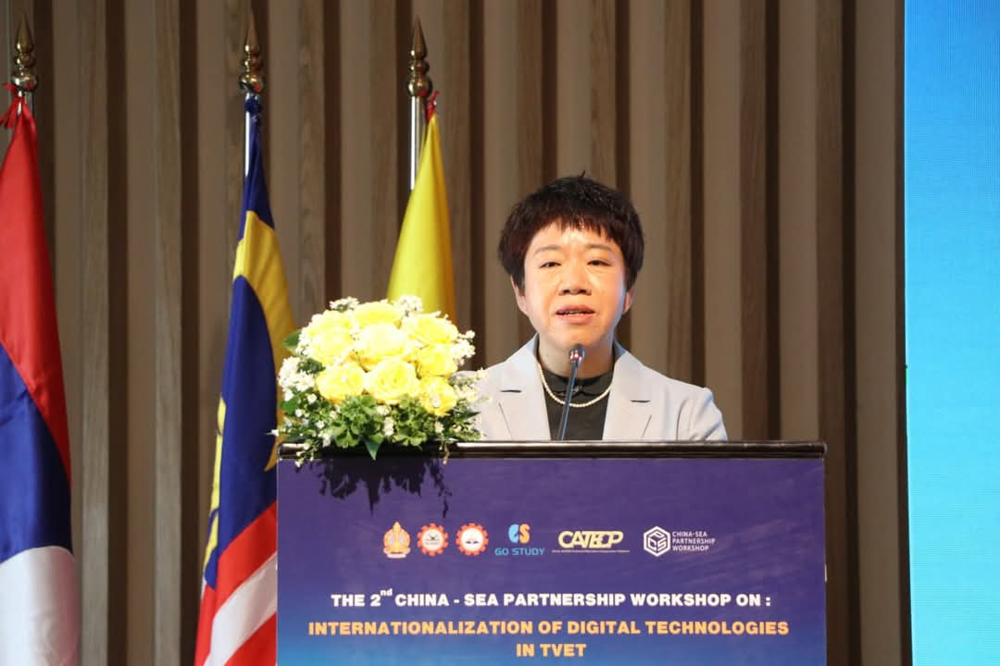 GO STUDY
CATECP
CHINA-SEA
PARTNERSHIP
WORKSHOP
THE 2nd CHINA - SEA PARTNERSHIP WORKSHOP ON :
INTERNATIONALIZATION OF DIGITAL TECHNOLOGIES
IN TVET